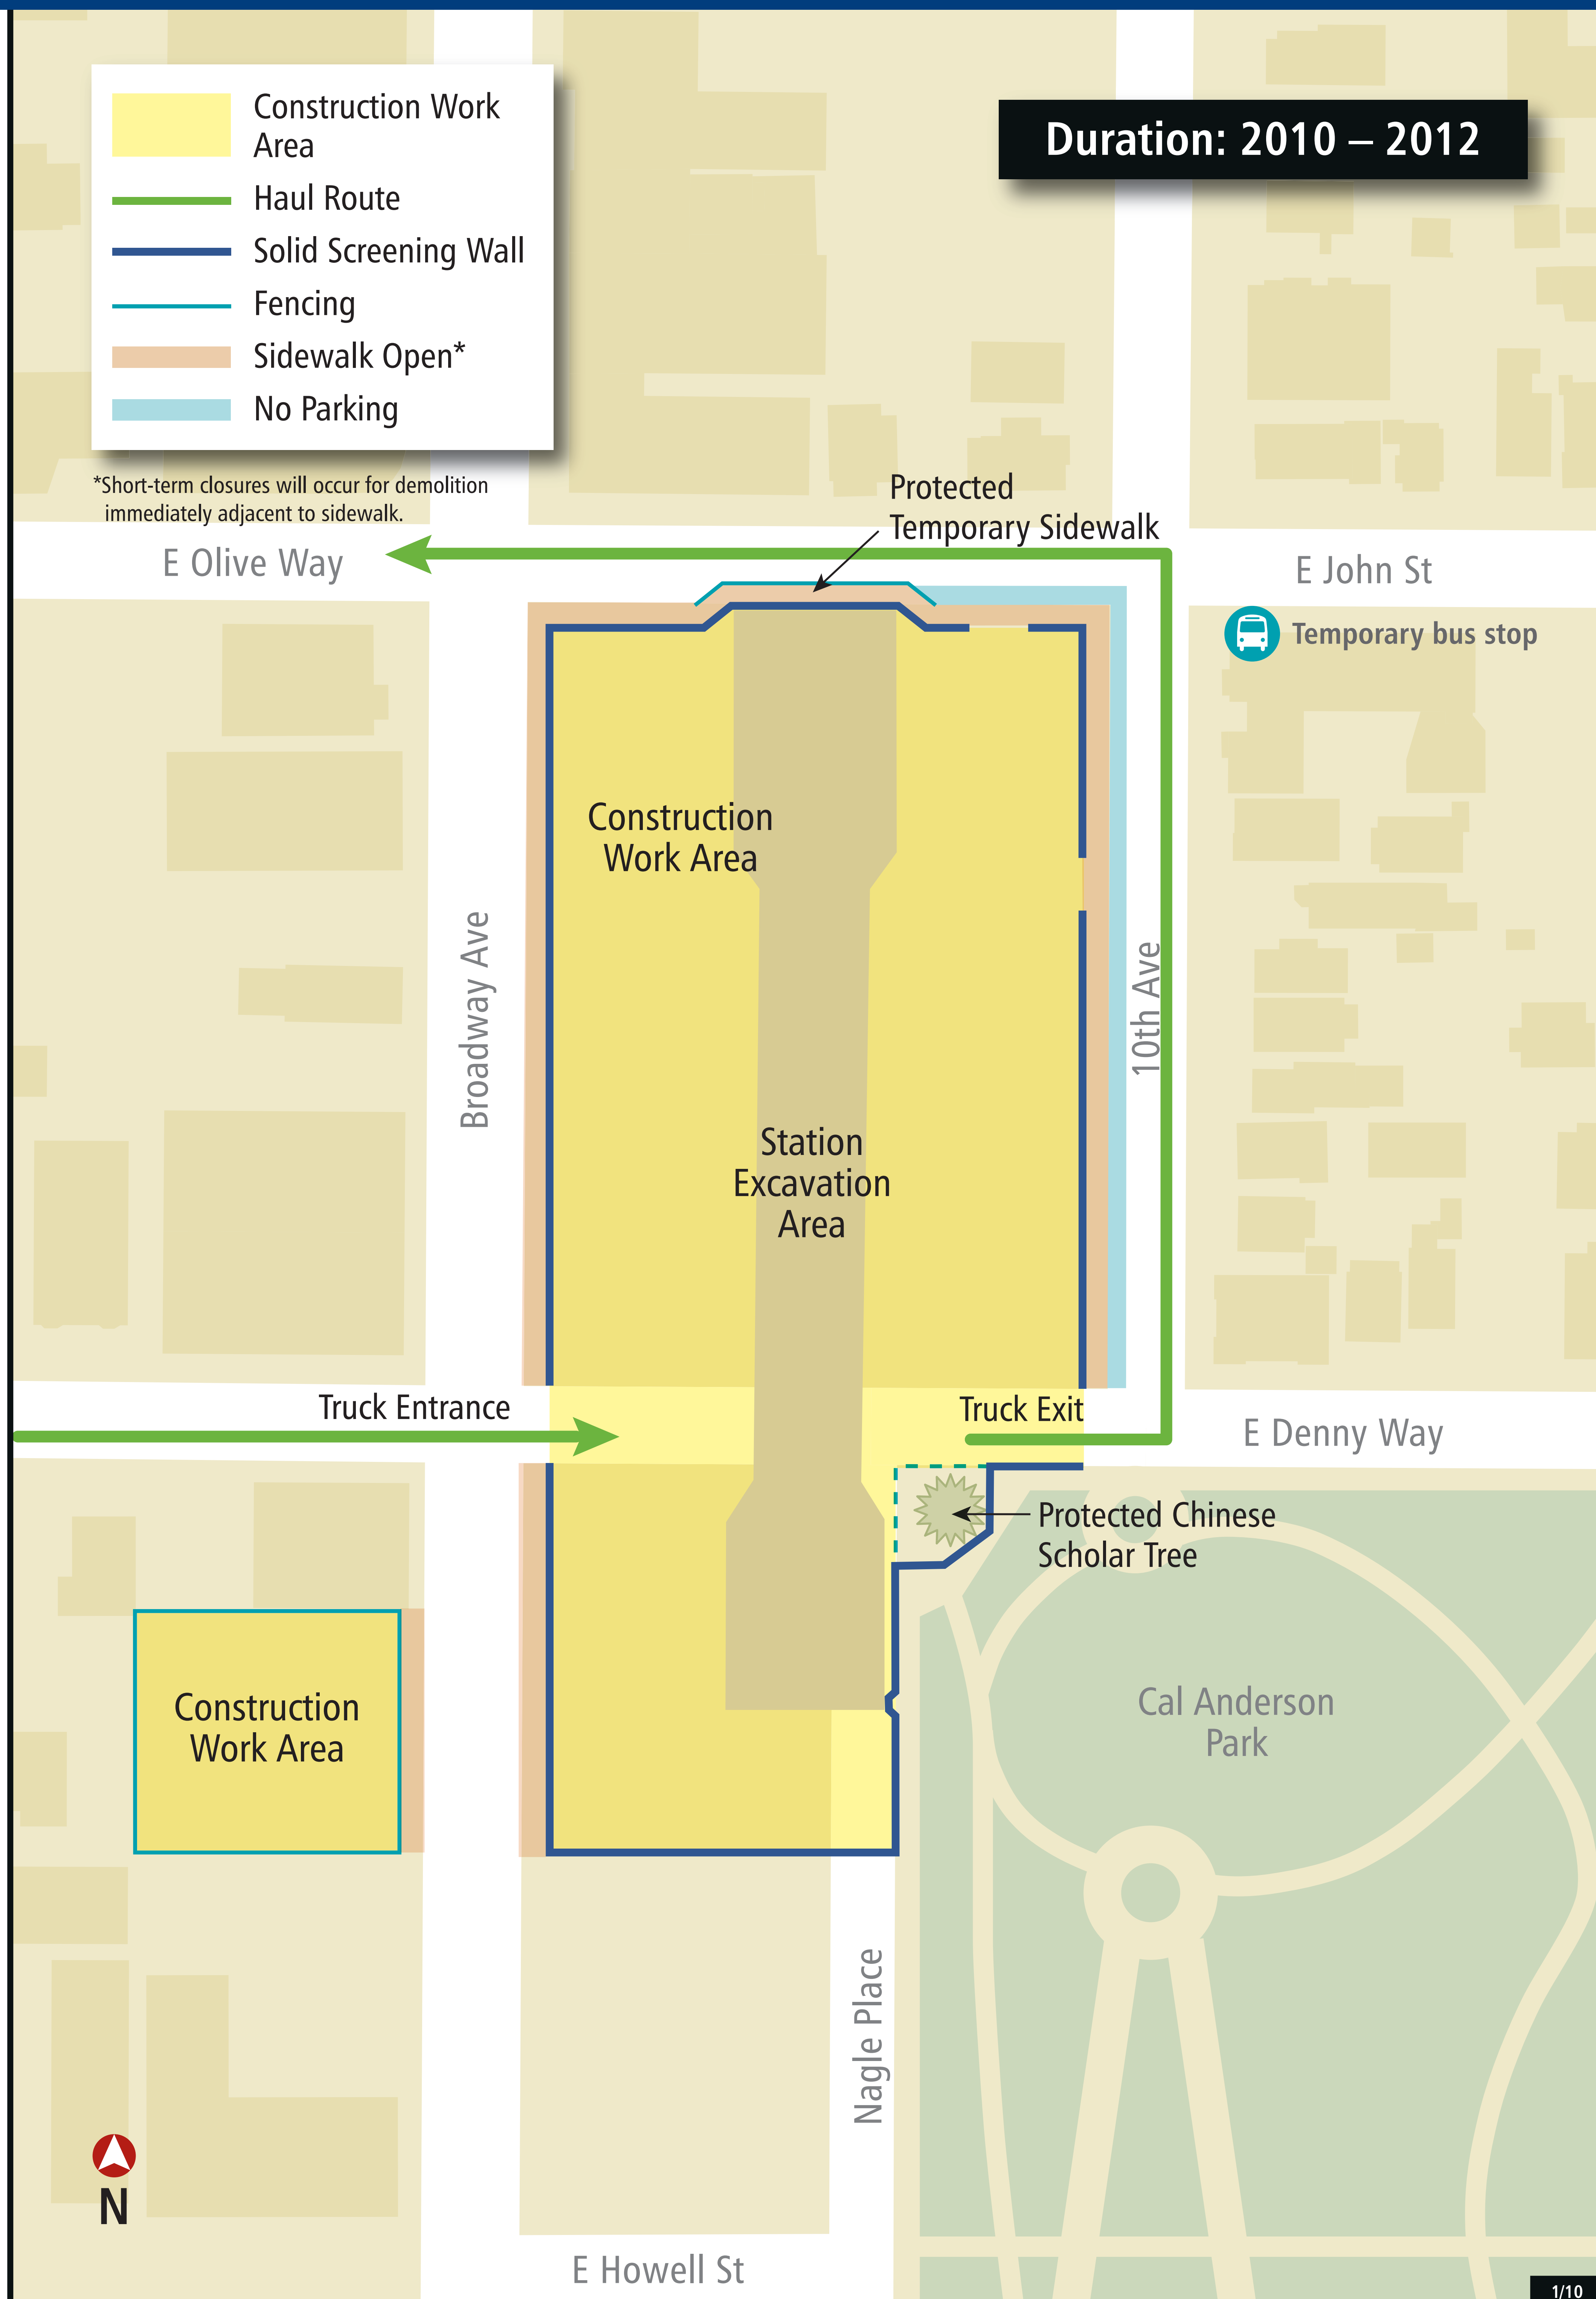 Construction Work
Area
Haul Route
Solid Screening Wall
Fencing
Sidewalk Open*
No Parking
*Short-term closures will occur for demolition
immediately adjacent to sidewalk.
Duration: 2010 – 2012
Protected
Temporary Sidewalk
E Olive Way
E John St
Temporary bus stop
Construction
Work Area
Broadway Ave
10th Ave
Station
Excavation
Area
Truck Entrance
Truck Exit
E Denny Way
Protected Chinese
Scholar Tree
Construction
Work Area
Cal Anderson
Park
Nagle Place
N
E Howell St
1/10